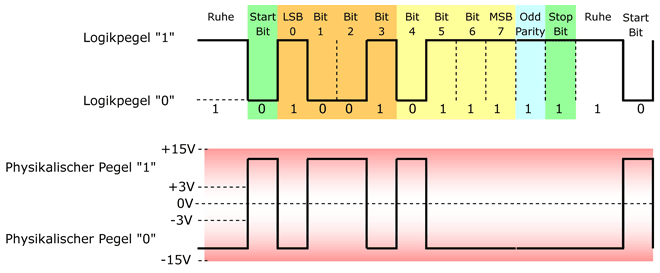 Ruhe Start LSB Bit Bit Bit Bit Bit Bit MSB Odd Stop Ruhe Start
Bit 0 1 2 3 4 5 6 7 Parity Bit Bit
Logikpegel "1"
Logikpegel "0"
1 0 1 0 0 1 0 1 1 1 1 1 1 0
+15V
Physikalischer Pegel "1"
+3V
0V
-3V
Physikalischer Pegel "0"
-15V